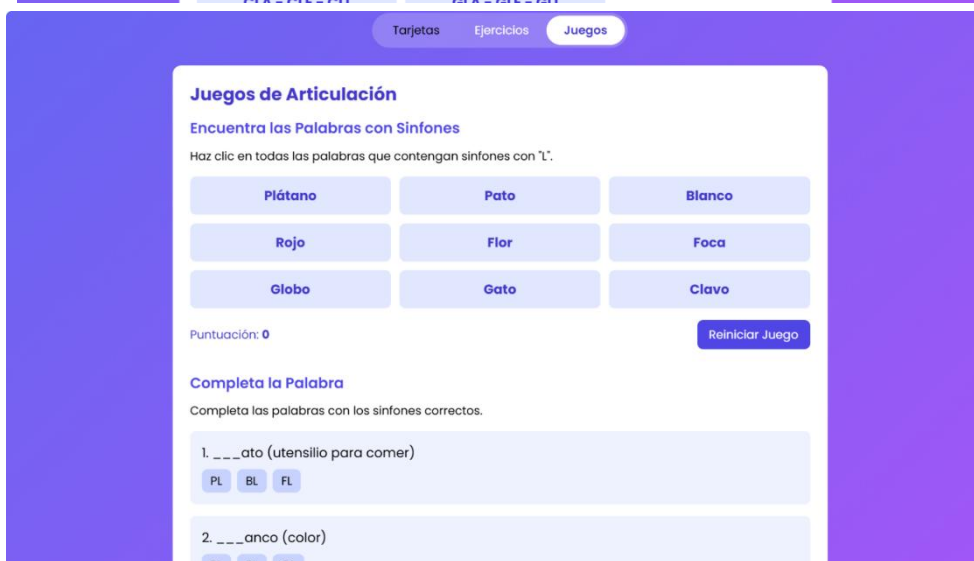 Tarjetas Ejercicios Juegos
Juegos de Articulación
Encuentra las Palabras con Sinfones
Haz clic en todas las palabras que contengan sinfones con "L".
Plátano Pato Blanco
Rojo Flor Foca
Globo Gato Clavo
Puntuación: 0 Reiniciar Juego
Completa la Palabra
Completa las palabras con los sinfones correctos.
1. ___ato (utensilio para comer)
PL BL FL
2. ___anco (color)